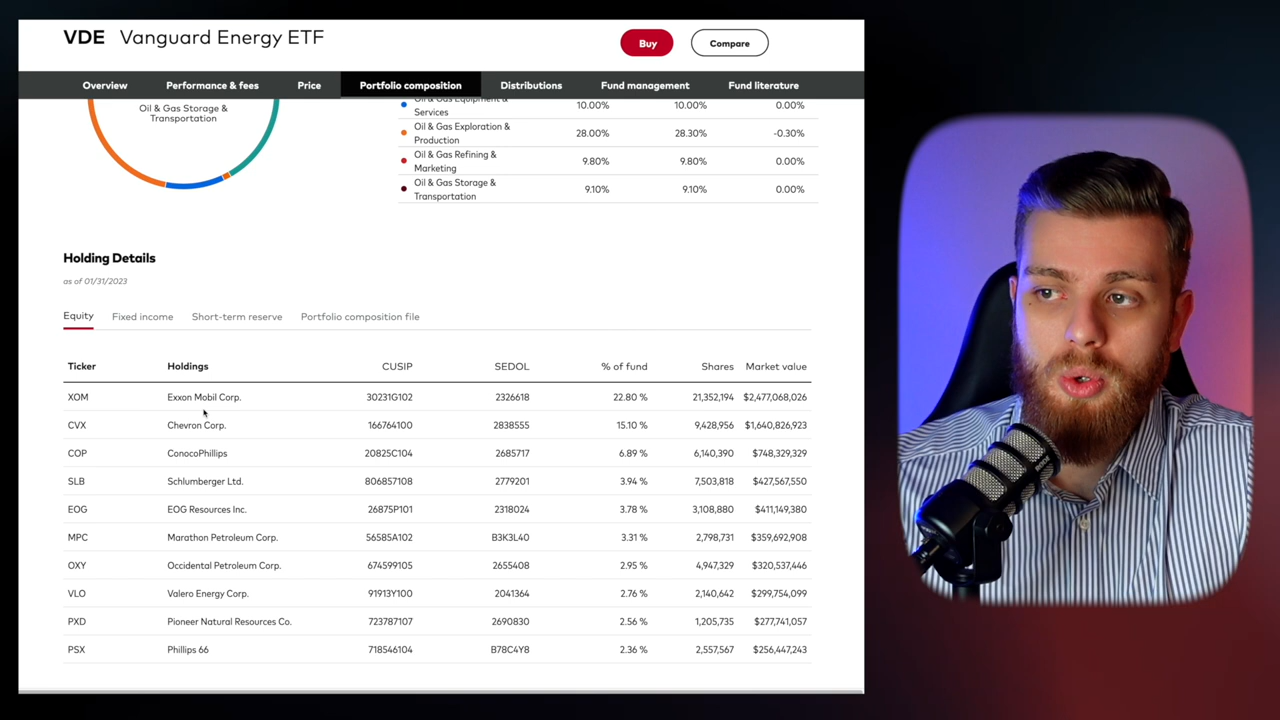 VDE Vanguard Energy ETF
Buy Compare
Overview Performance & fees Price Portfolio composition Distributions Fund management Fund literature
Oil & Gas Storage &
Transportation
Oil & Gas Equipment &
Services 10.00% 10.00% 0.00%
Oil & Gas Exploration &
Production 28.00% 28.30% -0.30%
Oil & Gas Refining &
Marketing 9.80% 9.80% 0.00%
Oil & Gas Storage &
Transportation 9.10% 9.10% 0.00%
Holding Details
as of 01/31/2023
Equity Fixed income Short-term reserve Portfolio composition file
Ticker Holdings CUSIP SEDOL % of fund Shares Market value
XOM Exxon Mobil Corp. 30231G102 2326618 22.80 % 21,352,194 $2,477,068,026
CVX Chevron Corp. 166764100 2838555 15.10 % 9,428,956 $1,640,826,923
COP ConocoPhillips 20825C104 2685717 6.89 % 6,140,390 $748,329,329
SLB Schlumberger Ltd. 806857108 2779201 3.94 % 7,503,818 $427,567,550
EOG EOG Resources Inc. 26875P101 2318024 3.78 % 3,108,880 $411,149,380
MPC Marathon Petroleum Corp. 56585A102 B3K3L40 3.31 % 2,798,731 $359,692,908
OXY Occidental Petroleum Corp. 674599105 2655408 2.95 % 4,947,329 $320,537,446
VLO Valero Energy Corp. 91913Y100 2041364 2.76 % 2,140,642 $299,754,099
PXD Pioneer Natural Resources Co. 723787107 2690830 2.56 % 1,205,735 $277,741,057
PSX Phillips 66 718546104 B78C4Y8 2.36 % 2,557,567 $256,447,243